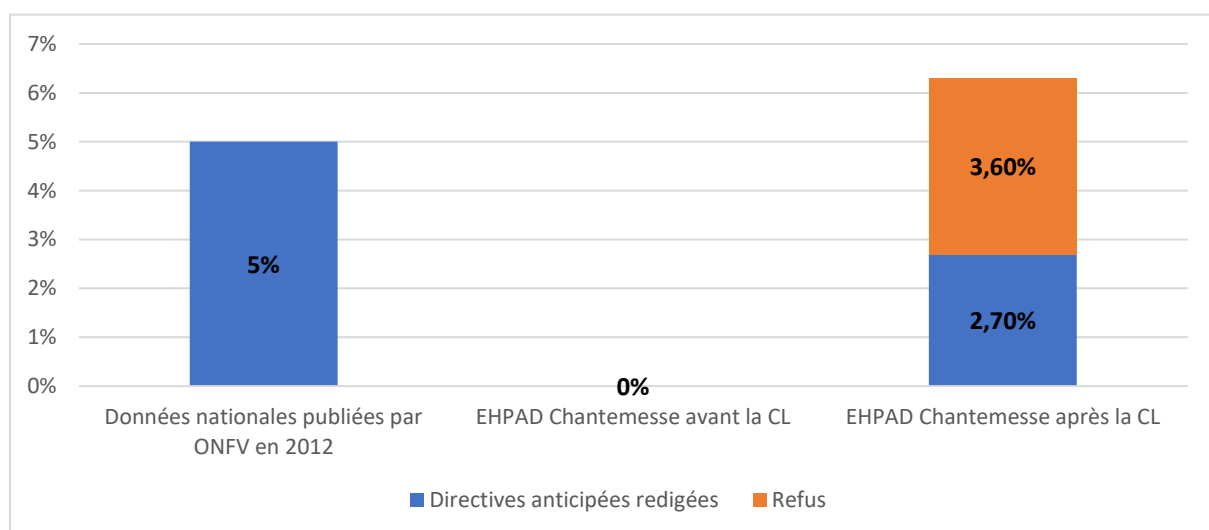 7%
6%
5%
4%
3%
2%
1%
0%
5%
0%
3,60%
2,70%
Données nationales publiées par
ONFV en 2012
EHPAD Chantemesse avant la CL
EHPAD Chantemesse après la CL
Directives anticipées redigées
Refus